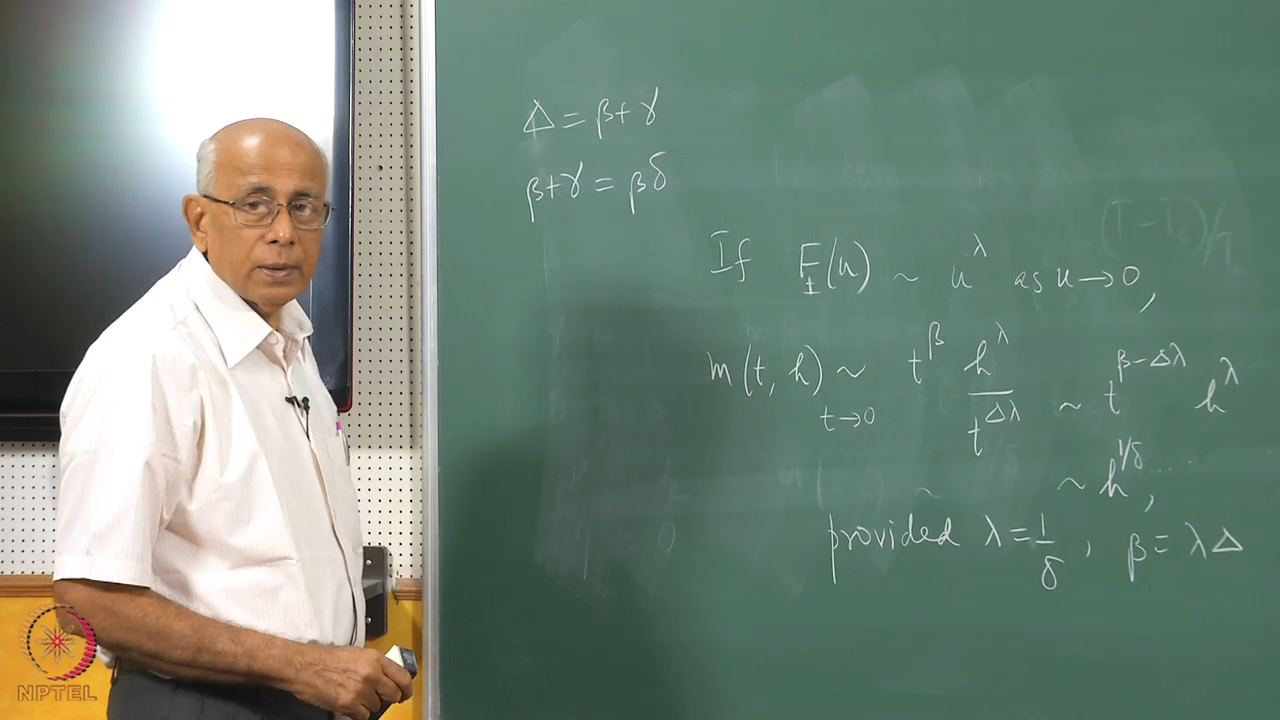 Δ = β+γ
β+γ = βδ
If F±(u) ~ u^λ as u→0,
m(t, h) ~ t^β h^λ / t^{Δλ} ~ t^{β−Δλ} h^λ
t→0
~ h^{1/δ}, ....
provided λ = 1/δ, β = λΔ
NPTEL